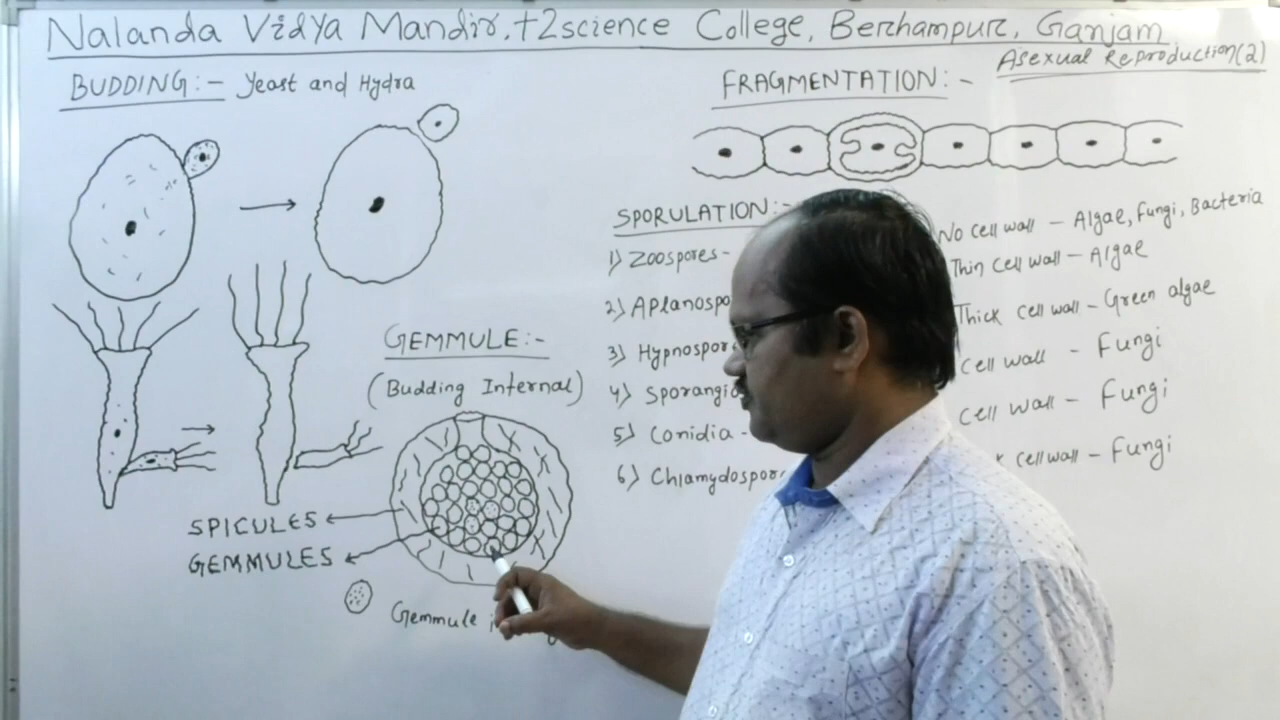 Nalanda Vidya Mandir, +2science College, Berhampur, Ganjam
Asexual Reproduction(2)
BUDDING:- Yeast and Hydra
FRAGMENTATION:-
SPORULATION:-
1) Zoospores- No cell wall - Algae, Fungi, Bacteria
2) Aplanospo Thin cell wall - Algae
3) Hypnospor Thick cell wall - Green algae
4) Sporangio cell wall - Fungi
5) Conidia - cell wall - Fungi
6) Chlamydospor cell wall - Fungi
GEMMULE:-
(Budding Internal)
SPICULES
GEMMULES
Gemmule